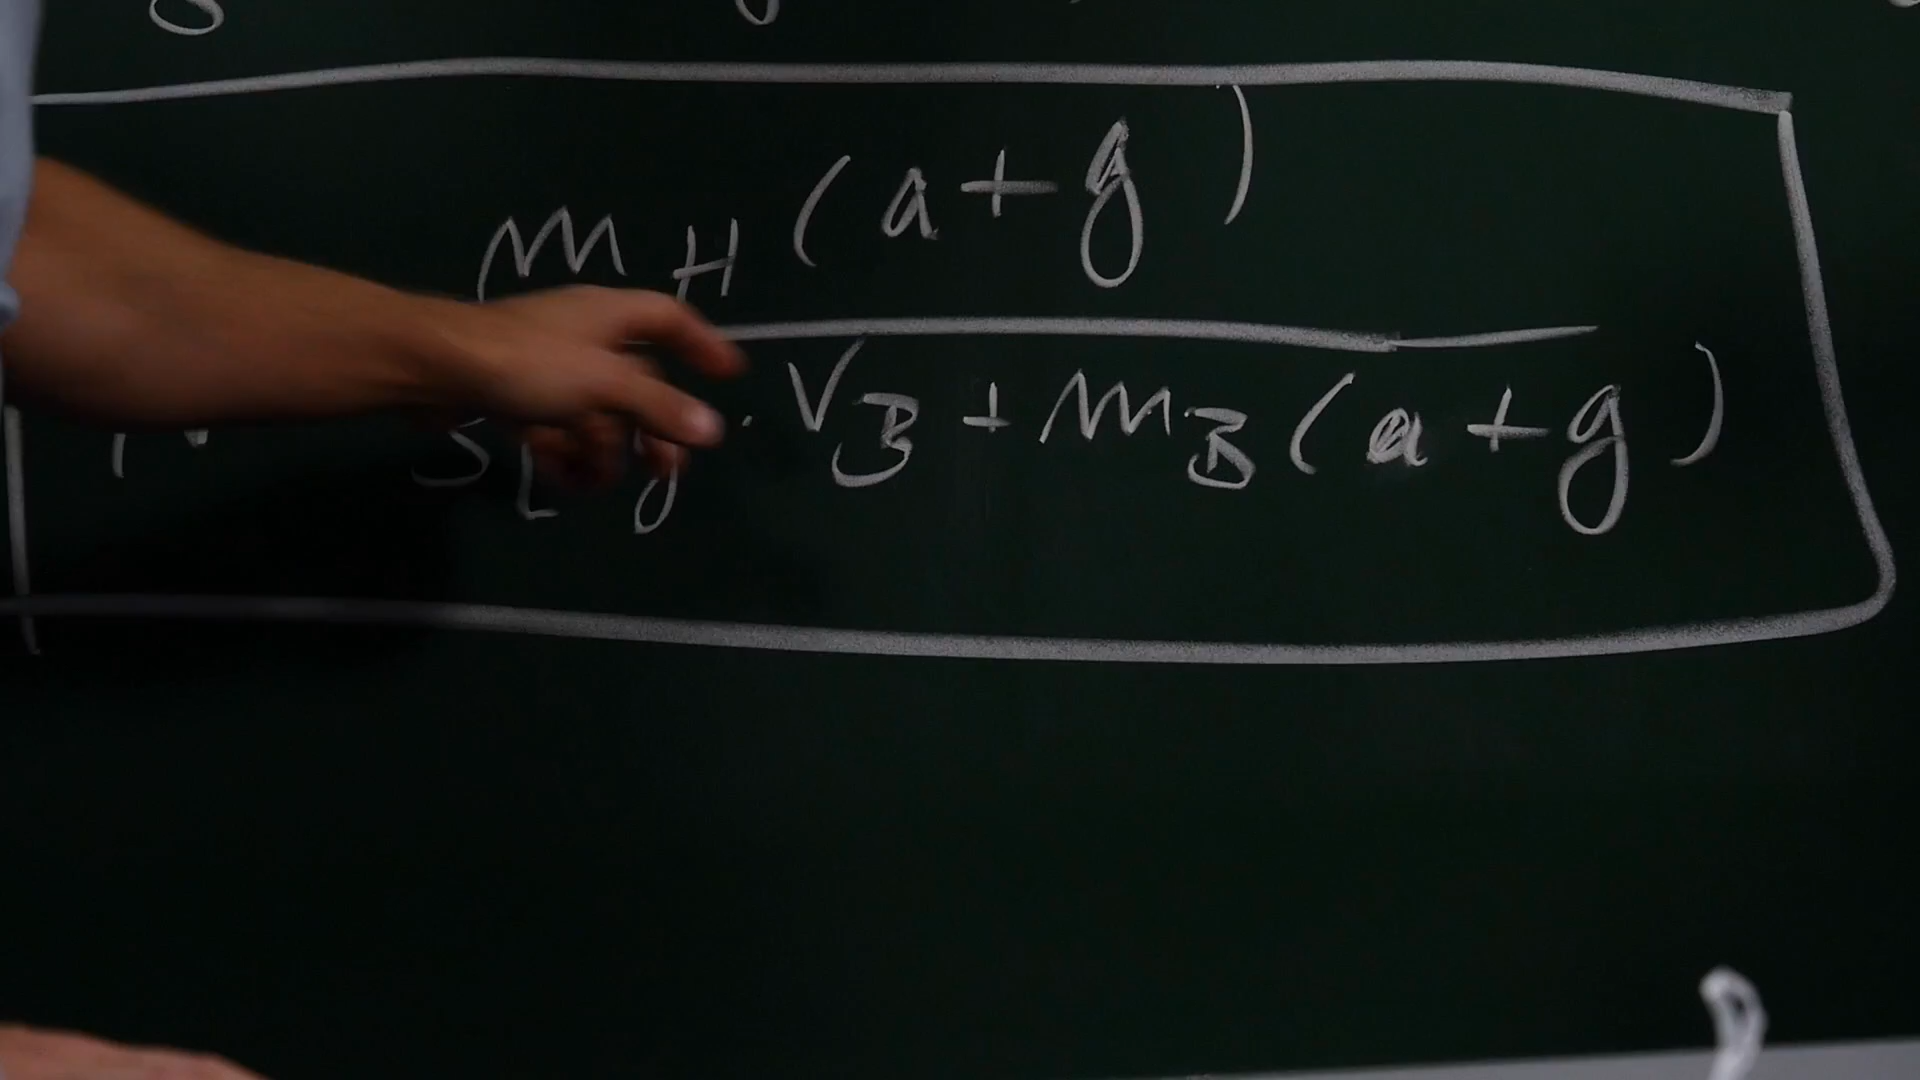 m_H (a+g)
g · V_B + m_B (a+g)